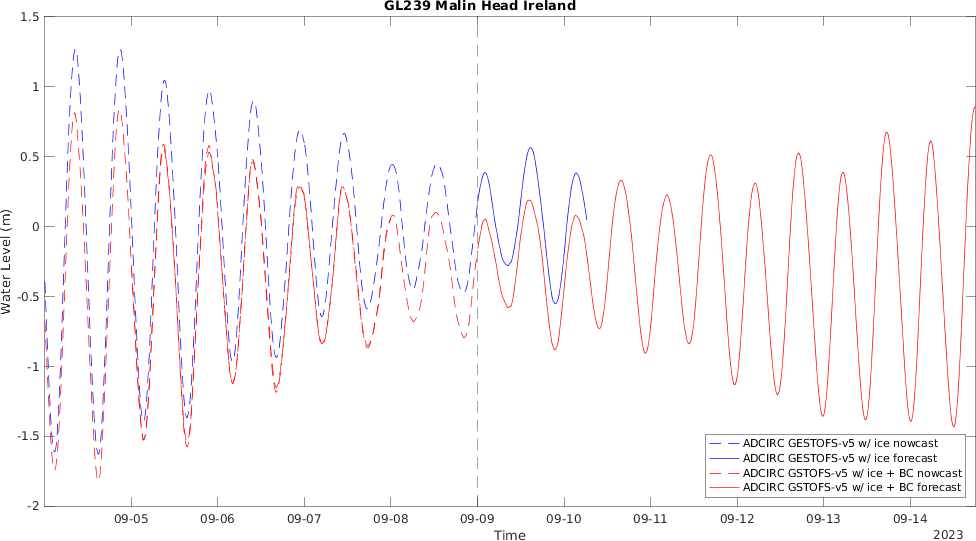 GL239 Malin Head Ireland
1.5
1
0.5
0
-0.5
-1
-1.5
-2
Water Level (m)
ADCIRC GESTOFS-v5 w/ ice nowcast
ADCIRC GESTOFS-v5 w/ ice forecast
ADCIRC GSTOFS-v5 w/ ice + BC nowcast
ADCIRC GSTOFS-v5 w/ ice + BC forecast
09-05 09-06 09-07 09-08 09-09 09-10 09-11 09-12 09-13 09-14
Time
2023